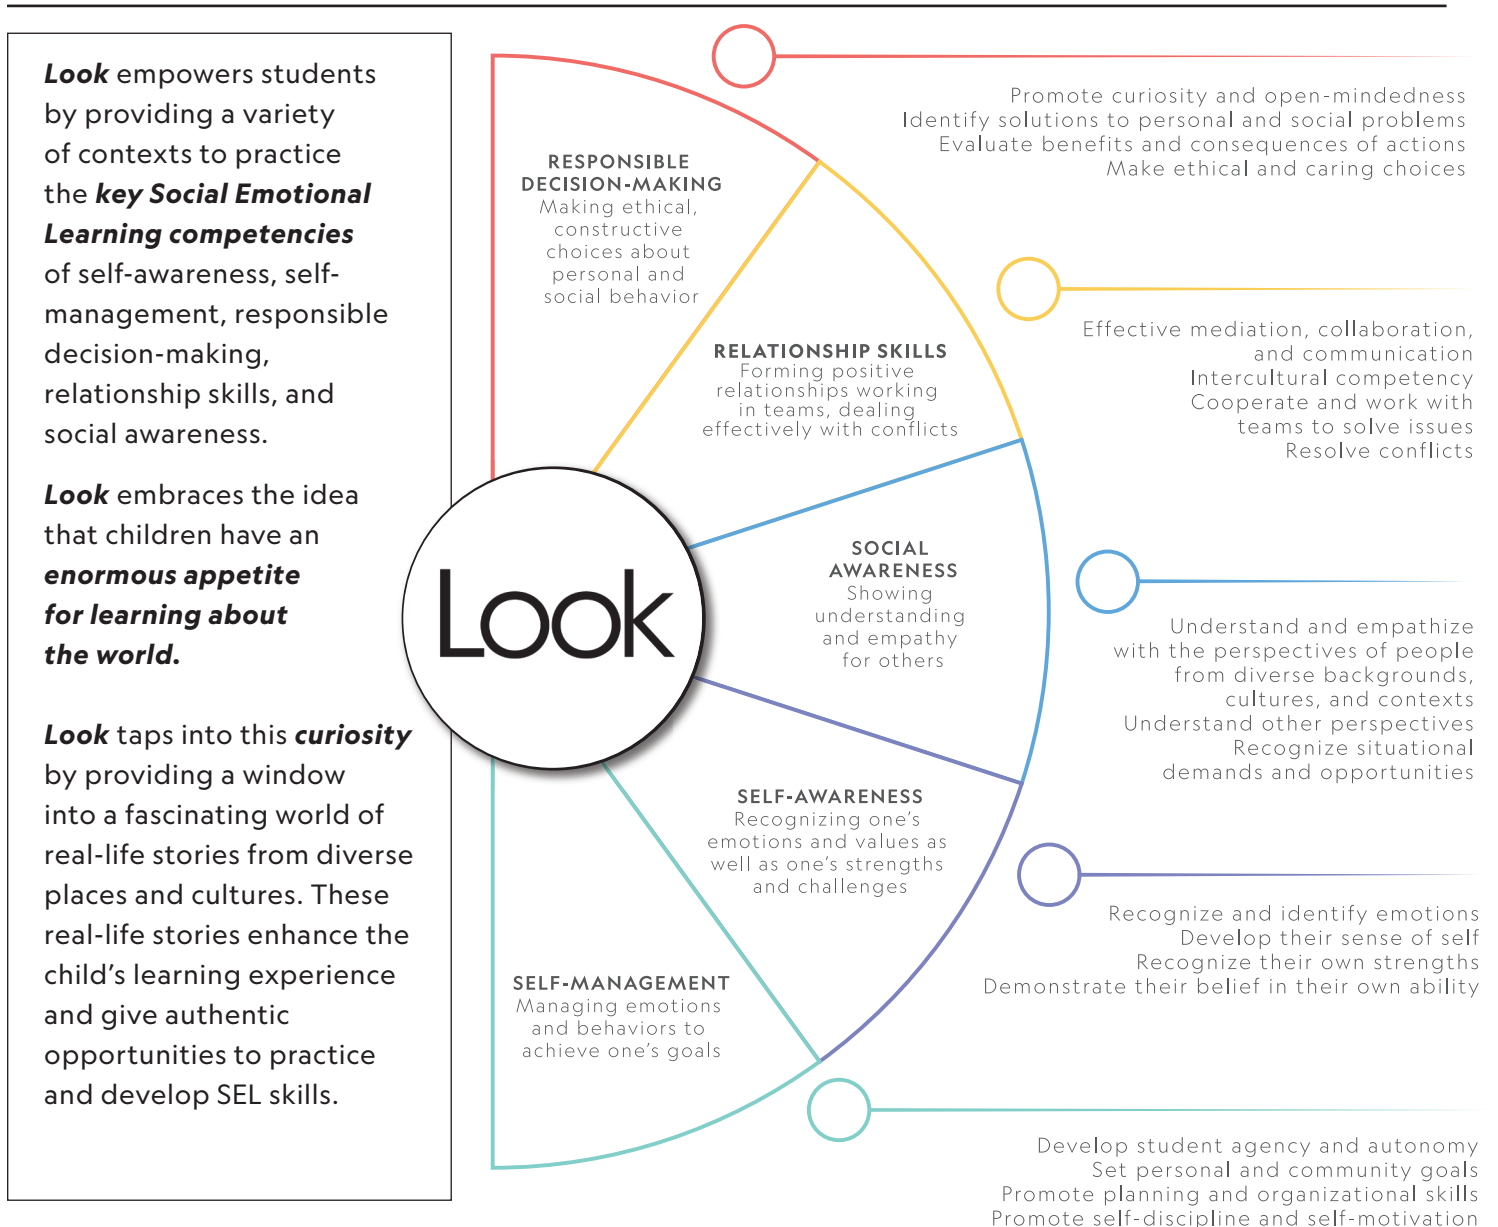 Look empowers students
by providing a variety
of contexts to practice
the key Social Emotional
Learning competencies
of self-awareness, self-
management, responsible
decision-making,
relationship skills, and
social awareness.
Look embraces the idea
that children have an
enormous appetite
for learning about
the world.
Look taps into this curiosity
by providing a window
into a fascinating world of
real-life stories from diverse
places and cultures. These
real-life stories enhance the
child’s learning experience
and give authentic
opportunities to practice
and develop SEL skills.
Look
RESPONSIBLE
DECISION-MAKING
Making ethical,
constructive
choices about
personal and
social behavior
RELATIONSHIP SKILLS
Forming positive
relationships working
in teams, dealing
effectively with conflicts
SOCIAL
AWARENESS
Showing
understanding
and empathy
for others
SELF-AWARENESS
Recognizing one’s
emotions and values as
well as one’s strengths
and challenges
SELF-MANAGEMENT
Managing emotions
and behaviors to
achieve one’s goals
Promote curiosity and open-mindedness
Identify solutions to personal and social problems
Evaluate benefits and consequences of actions
Make ethical and caring choices
Effective mediation, collaboration,
and communication
Intercultural competency
Cooperate and work with
teams to solve issues
Resolve conflicts
Understand and empathize
with the perspectives of people
from diverse backgrounds,
cultures, and contexts
Understand other perspectives
Recognize situational
demands and opportunities
Recognize and identify emotions
Develop their sense of self
Recognize their own strengths
Demonstrate their belief in their own ability
Develop student agency and autonomy
Set personal and community goals
Promote planning and organizational skills
Promote self-discipline and self-motivation